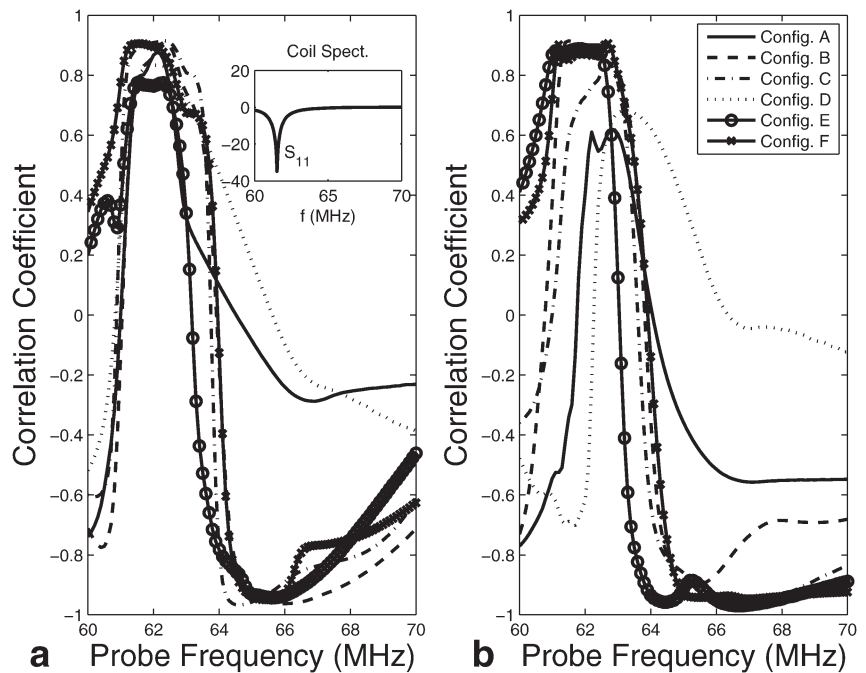 1
0.8
0.6
0.4
0.2
0
−0.2
−0.4
−0.6
−0.8
−1
60 62 64 66 68 70
Correlation Coefficient
a Probe Frequency (MHz)
Coil Spect.
20
0
−20
−40
60 65 70
S11
f (MHz)
1
0.8
0.6
0.4
0.2
0
−0.2
−0.4
−0.6
−0.8
−1
60 62 64 66 68 70
Correlation Coefficient
b Probe Frequency (MHz)
Config. A
Config. B
Config. C
Config. D
Config. E
Config. F